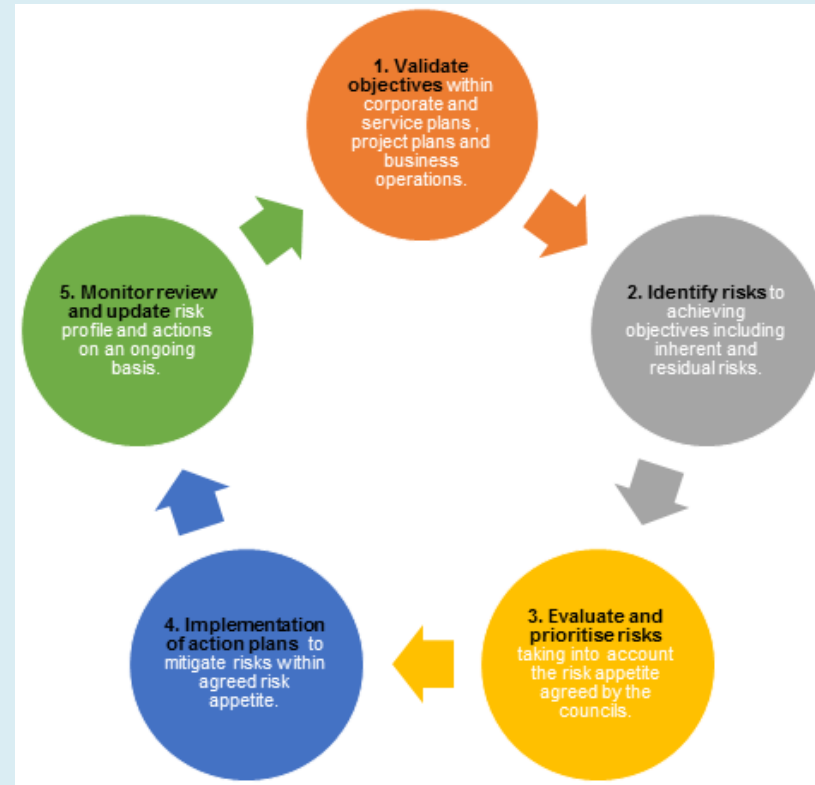 1. Validate
objectives within
corporate and
service plans ,
project plans and
business
operations.
2. Identify risks to
achieving
objectives including
inherent and
residual risks.
3. Evaluate and
prioritise risks
taking into account
the risk appetite
agreed by the
councils.
4. Implementation
of action plans to
mitigate risks within
agreed risk
appetite.
5. Monitor review
and update risk
profile and actions
on an ongoing
basis.